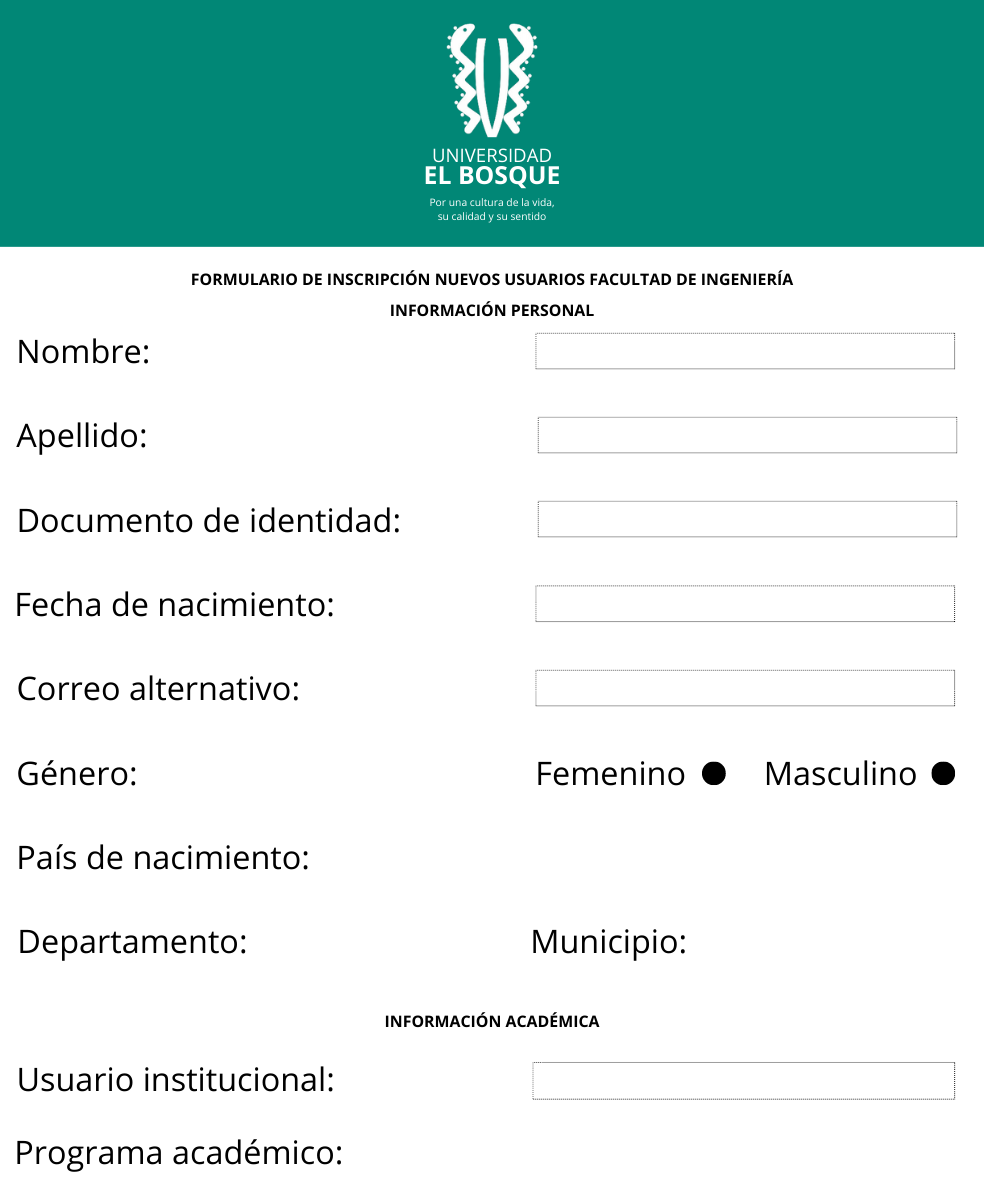 UNIVERSIDAD
EL BOSQUE
Por una cultura de la vida,
su calidad y su sentido
FORMULARIO DE INSCRIPCIÓN NUEVOS USUARIOS FACULTAD DE INGENIERÍA
INFORMACIÓN PERSONAL
Nombre:
Apellido:
Documento de identidad:
Fecha de nacimiento:
Correo alternativo:
Género: Femenino Masculino
País de nacimiento:
Departamento: Municipio:
INFORMACIÓN ACADÉMICA
Usuario institucional:
Programa académico: